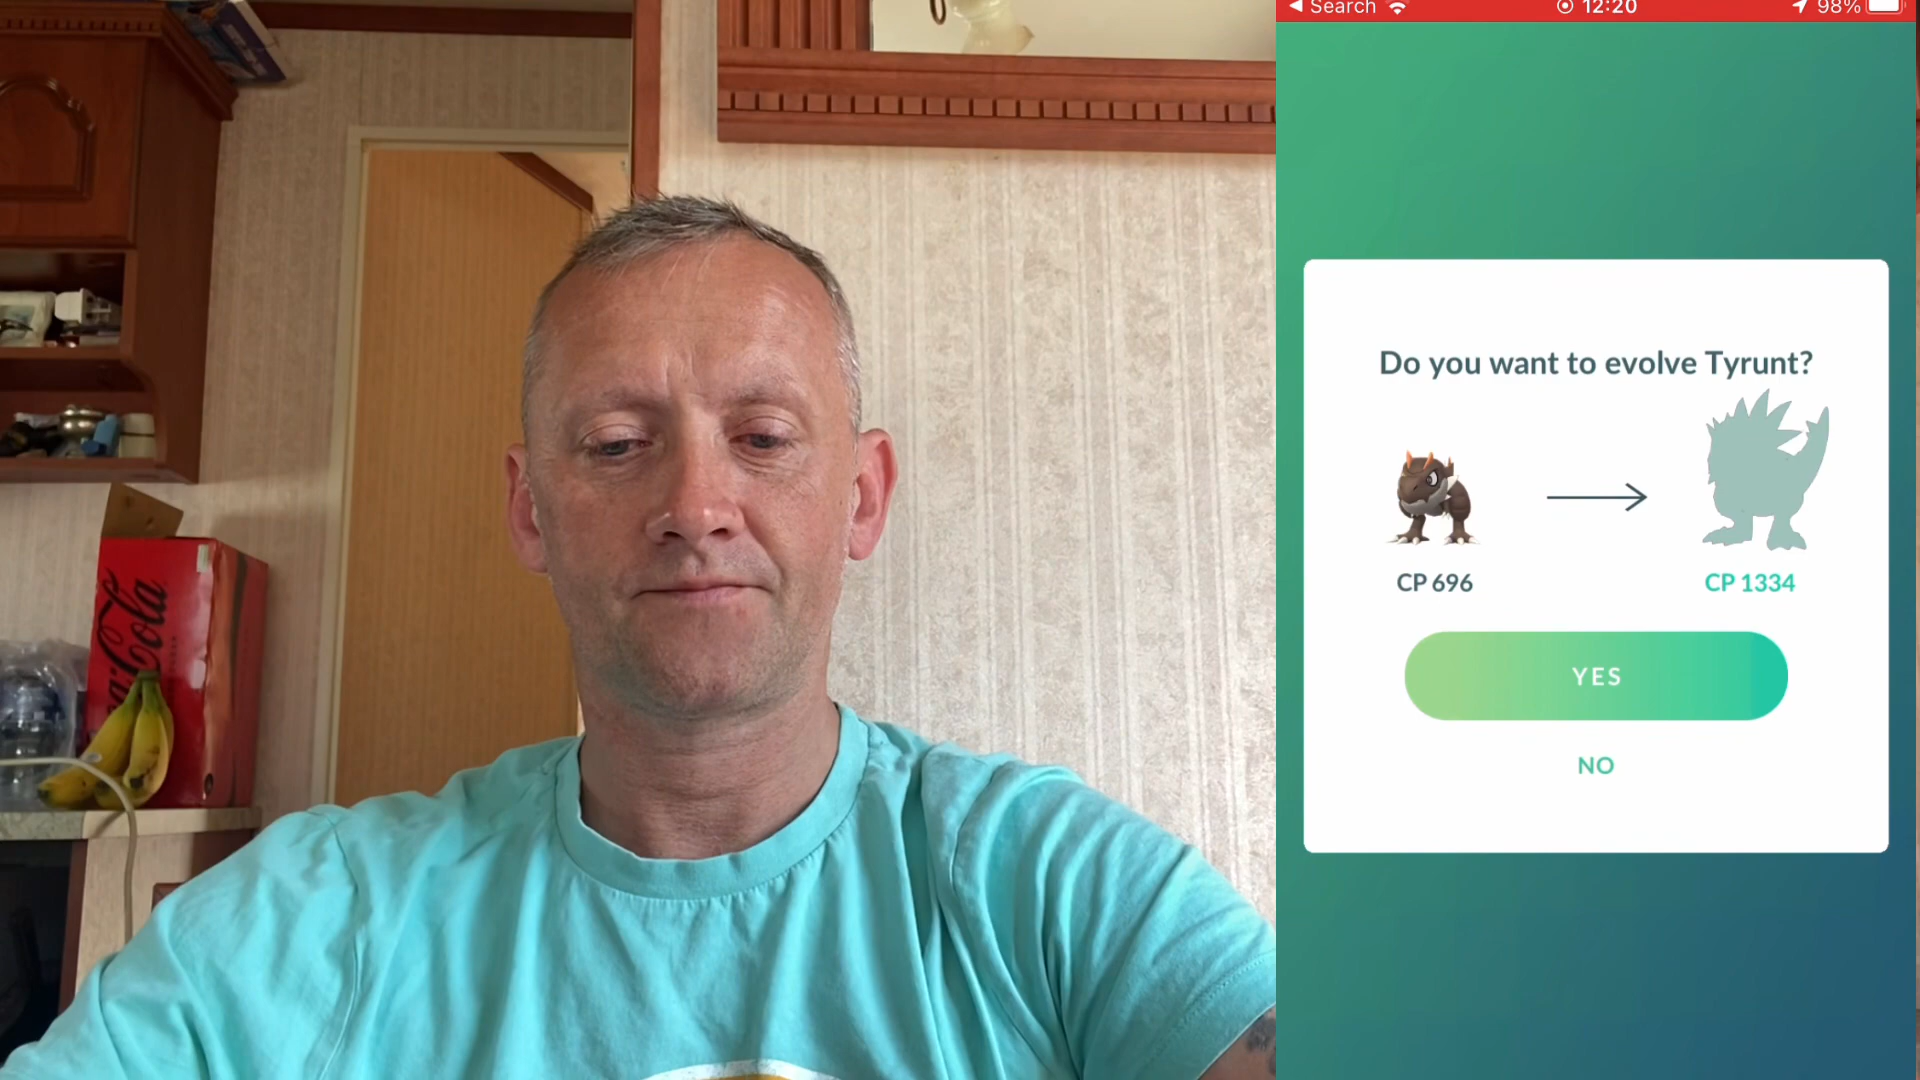 Coca-Cola
◀ Search 12:20 98%
Do you want to evolve Tyrunt?
CP 696 CP 1334
YES
NO